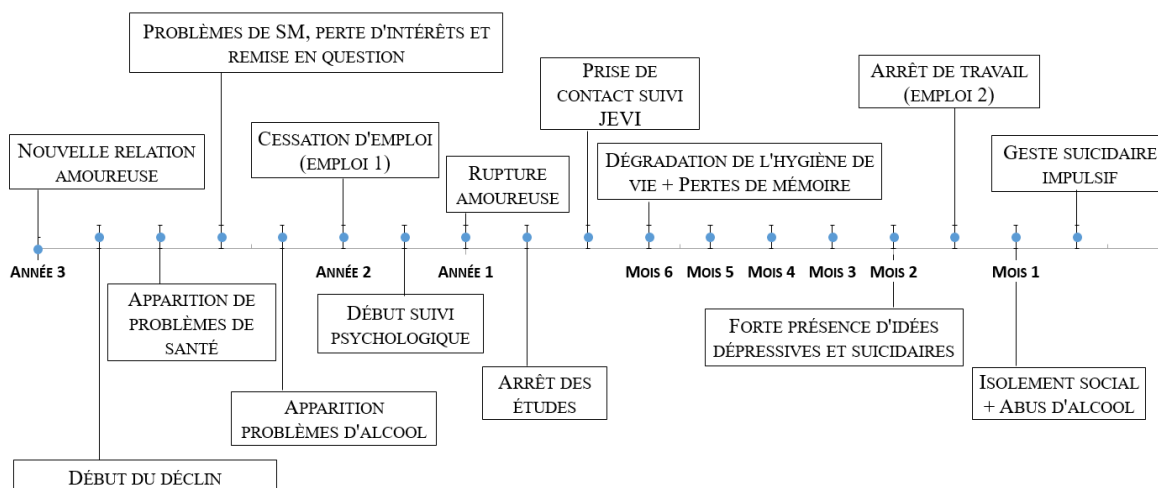 PROBLÈMES DE SM, PERTE D'INTÉRÊTS ET
REMISE EN QUESTION
PRISE DE
CONTACT SUIVI
JEVI
ARRÊT DE TRAVAIL
(EMPLOI 2)
NOUVELLE RELATION
AMOUREUSE
CESSATION D'EMPLOI
(EMPLOI 1)
RUPTURE
AMOUREUSE
DÉGRADATION DE L'HYGIÈNE DE
VIE + PERTES DE MÉMOIRE
GESTE SUICIDAIRE
IMPULSIF
ANNÉE 3
ANNÉE 2
ANNÉE 1
MOIS 6
MOIS 5
MOIS 4
MOIS 3
MOIS 2
MOIS 1
APPARITION DE
PROBLÈMES DE
SANTÉ
DÉBUT SUIVI
PSYCHOLOGIQUE
FORTE PRÉSENCE D'IDÉES
DÉPRESSIVES ET SUICIDAIRES
ARRÊT DES
ÉTUDES
ISOLEMENT SOCIAL
+ ABUS D'ALCOOL
APPARITION
PROBLÈMES D'ALCOOL
DÉBUT DU DÉCLIN